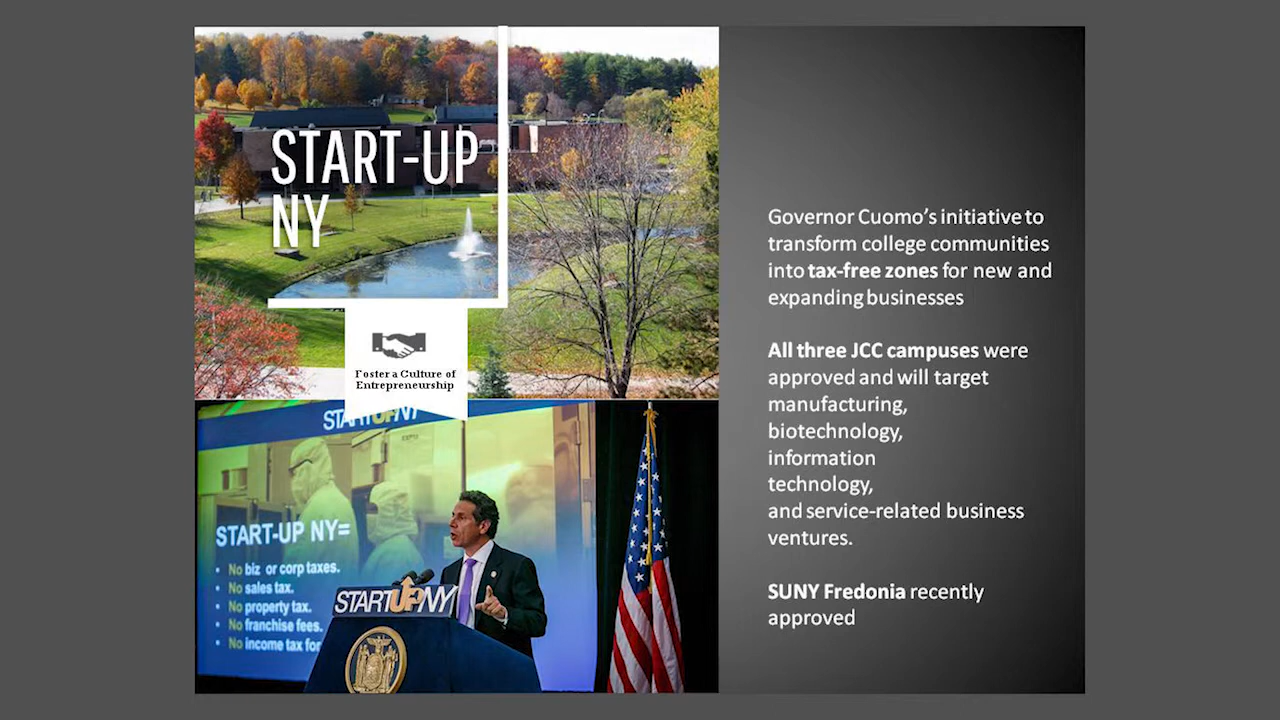 START-UP
NY
Foster a Culture of
Entrepreneurship
STARTUPNY
START-UP NY=
• No biz or corp taxes.
• No sales tax.
• No property tax.
• No franchise fees.
• No income tax for
STARTUPNY
Governor Cuomo’s initiative to
transform college communities
into tax-free zones for new and
expanding businesses
All three JCC campuses were
approved and will target
manufacturing,
biotechnology,
information
technology,
and service-related business
ventures.
SUNY Fredonia recently
approved